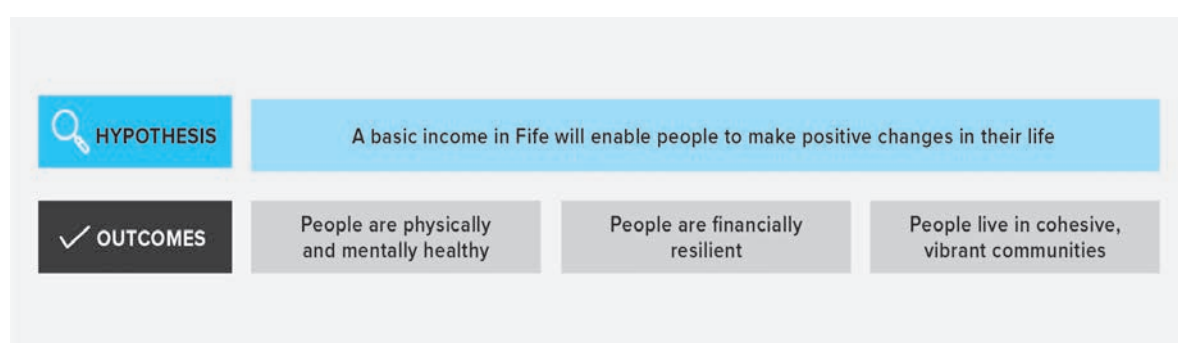 HYPOTHESIS
A basic income in Fife will enable people to make positive changes in their life
OUTCOMES
People are physically
and mentally healthy
People are financially
resilient
People live in cohesive,
vibrant communities